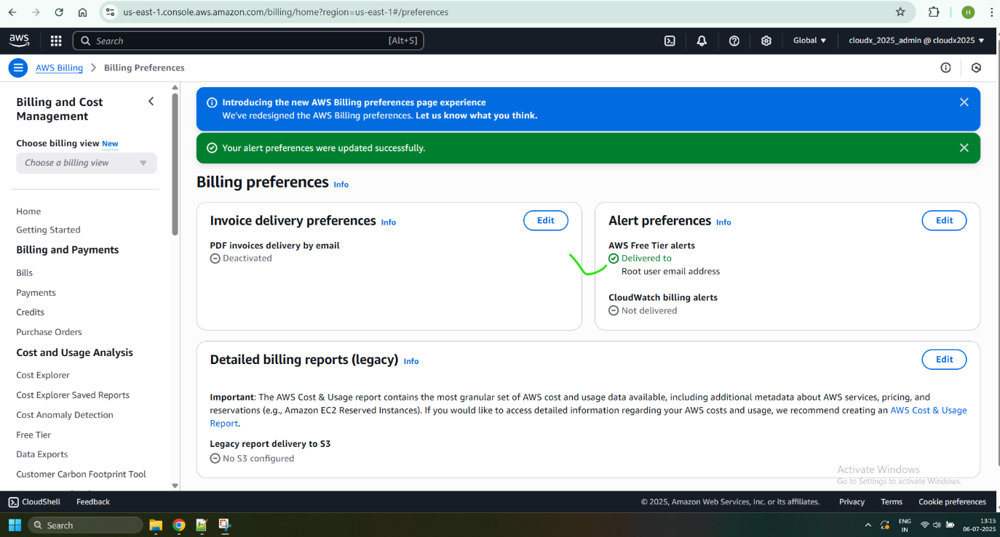 us-east-1.console.aws.amazon.com/billing/home?region=us-east-1#/preferences
H
aws
Search
[Alt+S]
Global
cloudx_2025_admin @ cloudx2025
AWS Billing
Billing Preferences
Billing and Cost
Management
Choose billing view New
Choose a billing view
Home
Getting Started
Billing and Payments
Bills
Payments
Credits
Purchase Orders
Cost and Usage Analysis
Cost Explorer
Cost Explorer Saved Reports
Cost Anomaly Detection
Free Tier
Data Exports
Customer Carbon Footprint Tool
Introducing the new AWS Billing preferences page experience
We've redesigned the AWS Billing preferences. Let us know what you think.
Your alert preferences were updated successfully.
Billing preferences Info
Invoice delivery preferences Info
Edit
PDF invoices delivery by email
Deactivated
Alert preferences Info
Edit
AWS Free Tier alerts
Delivered to
Root user email address
CloudWatch billing alerts
Not delivered
Detailed billing reports (legacy) Info
Edit
Important: The AWS Cost & Usage report contains the most granular set of AWS cost and usage data available, including additional metadata about AWS services, pricing, and
reservations (e.g., Amazon EC2 Reserved Instances). If you would like to access detailed information regarding your AWS costs and usage, we recommend creating an AWS Cost & Usage
Report.
Legacy report delivery to S3
No S3 configured
Activate Windows
Go to Settings to activate Windows.
CloudShell
Feedback
© 2025, Amazon Web Services, Inc. or its affiliates.
Privacy
Terms
Cookie preferences
Search
ENG
IN
13:15
06-07-2025